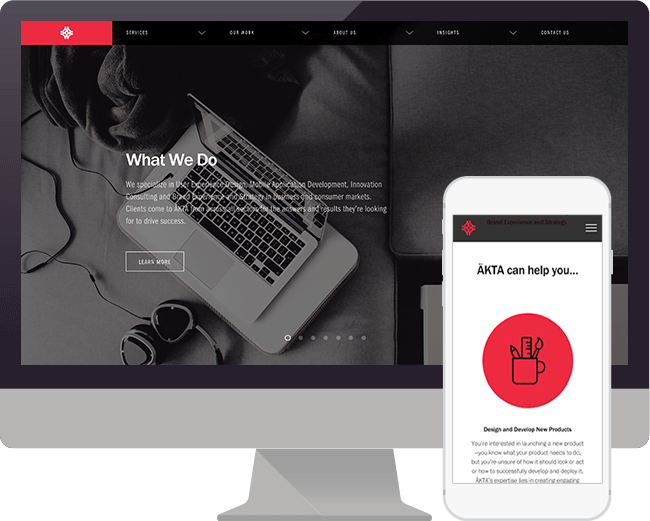 SERVICES
OUR WORK
ABOUT US
INSIGHTS
CONTACT US
What We Do
We specialize in User Experience Design, Mobile Application Development, Innovation
Consulting and Brand Experience and Strategy in business and consumer markets.
Clients come to ÄKTA from across all sectors for the answers and results they're looking
for to drive success.
LEARN MORE
Brand Experience and Strategy
ÄKTA can help you...
Design and Develop New Products
You're interested in launching a new product
–you know what your product needs to do,
but you're unsure of how it should look or act
or how to successfully develop and deploy it.
ÄKTA's expertise lies in creating engaging